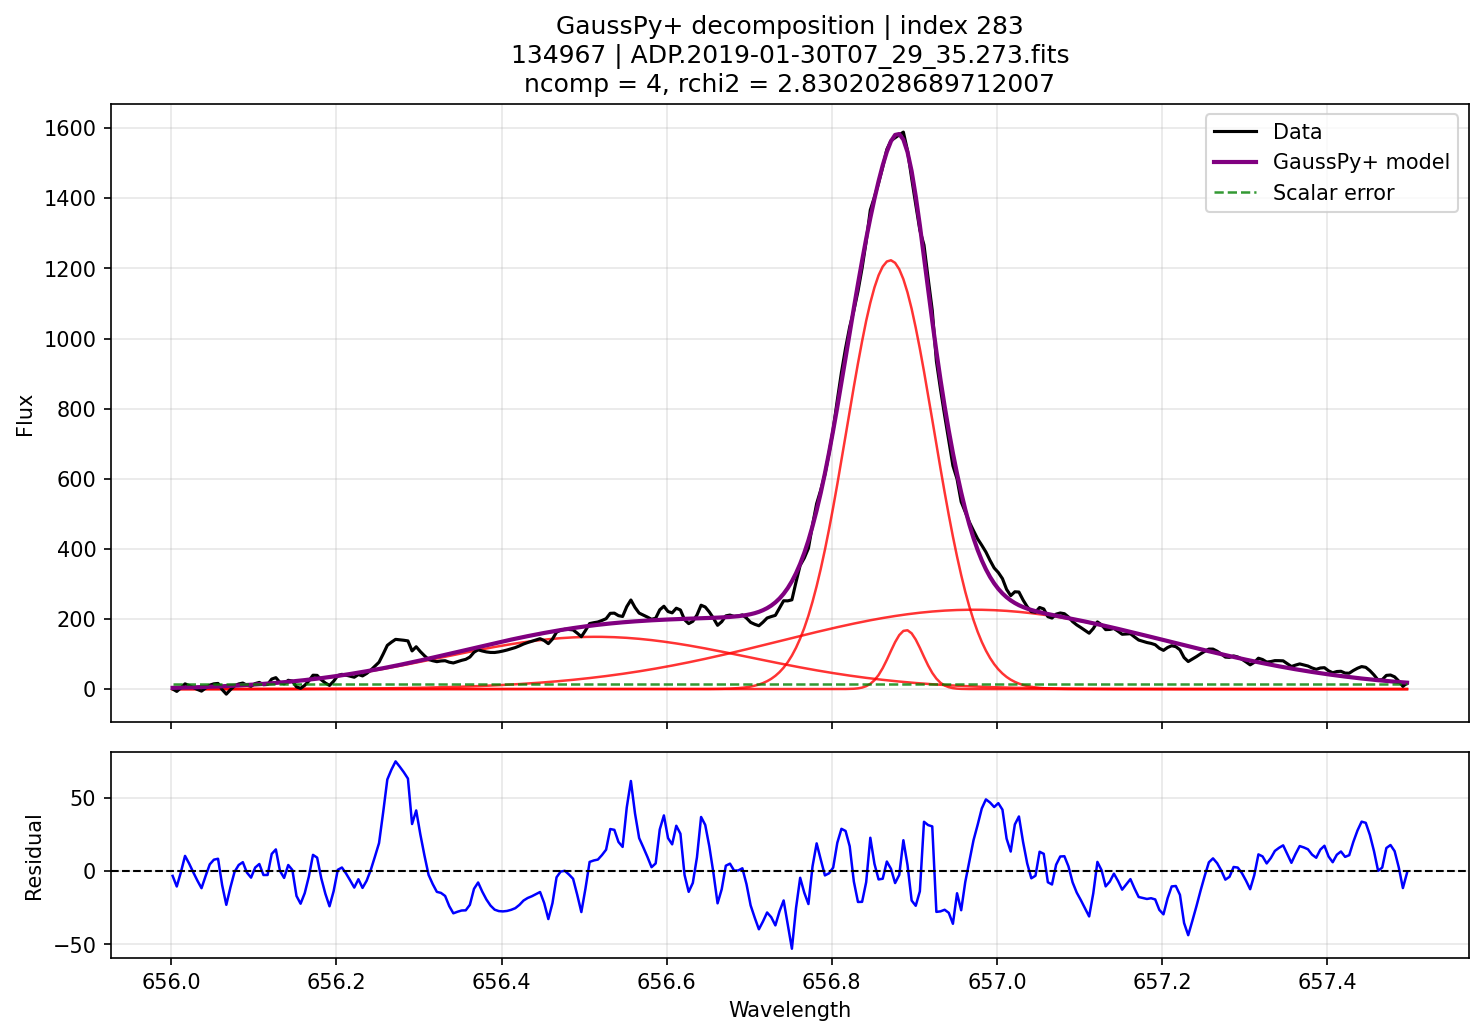 GaussPy+ decomposition | index 283
134967 | ADP.2019-01-30T07_29_35.273.fits
ncomp = 4, rchi2 = 2.8302028689712007
Data
GaussPy+ model
Scalar error
1600
1400
1200
1000
800
600
400
200
0
Flux
50
0
−50
Residual
656.0 656.2 656.4 656.6 656.8 657.0 657.2 657.4
Wavelength